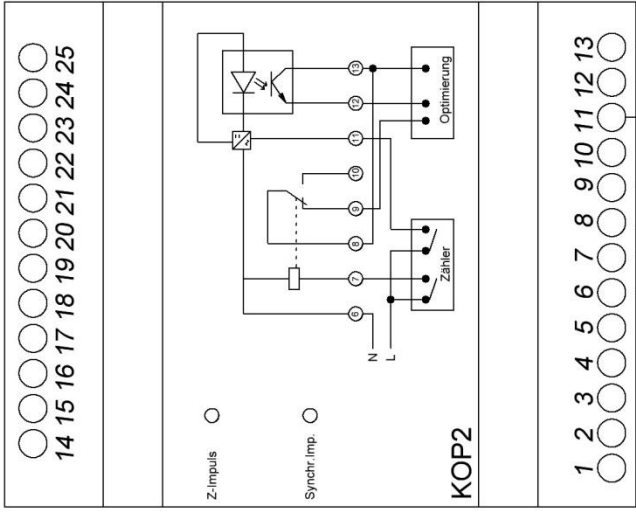 14 15 16 17 18 19 20 21 22 23 24 25
Z-Impuls
Synchr.Imp.
6 7 8 9 10 11 12 13
N
L
Zähler
Optimierung
KOP2
1 2 3 4 5 6 7 8 9 10 11 12 13